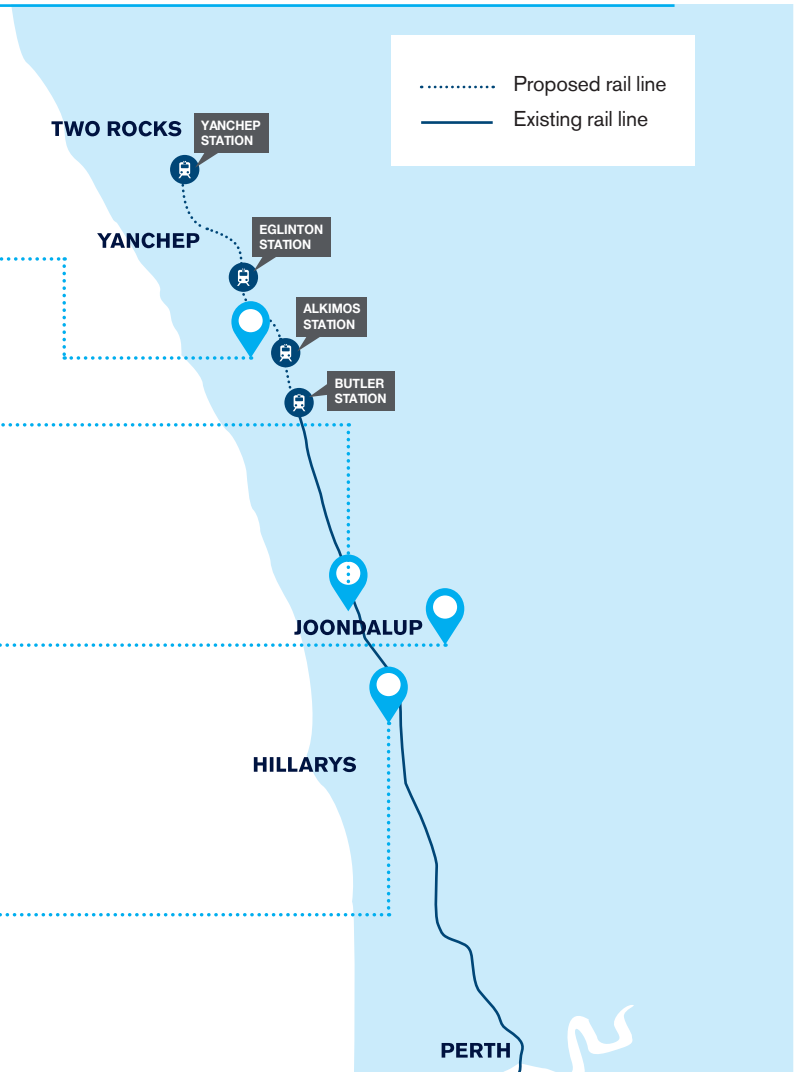 Proposed rail line
Existing rail line
TWO ROCKS
YANCHEP
STATION
YANCHEP
EGLINTON
STATION
ALKIMOS
STATION
BUTLER
STATION
JOONDALUP
HILLARYS
PERTH